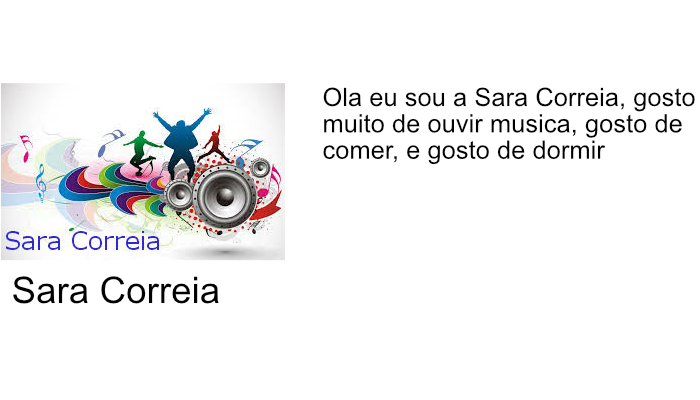 Ola eu sou a Sara Correia, gosto
muito de ouvir musica, gosto de
comer, e gosto de dormir
Sara Correia
Sara Correia